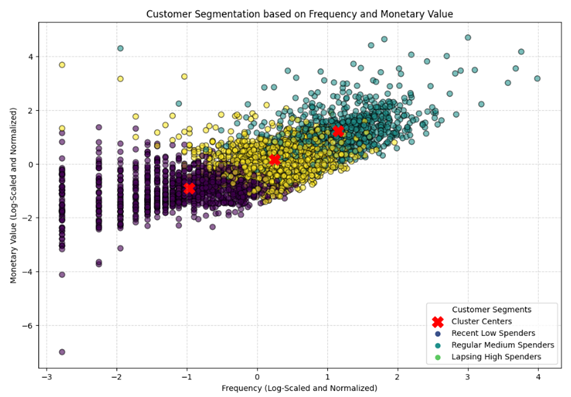 Customer Segmentation based on Frequency and Monetary Value
Monetary Value (Log-Scaled and Normalized)
4
2
0
−2
−4
−6
−3
−2
−1
0
1
2
3
4
Frequency (Log-Scaled and Normalized)
Customer Segments
Cluster Centers
Recent Low Spenders
Regular Medium Spenders
Lapsing High Spenders